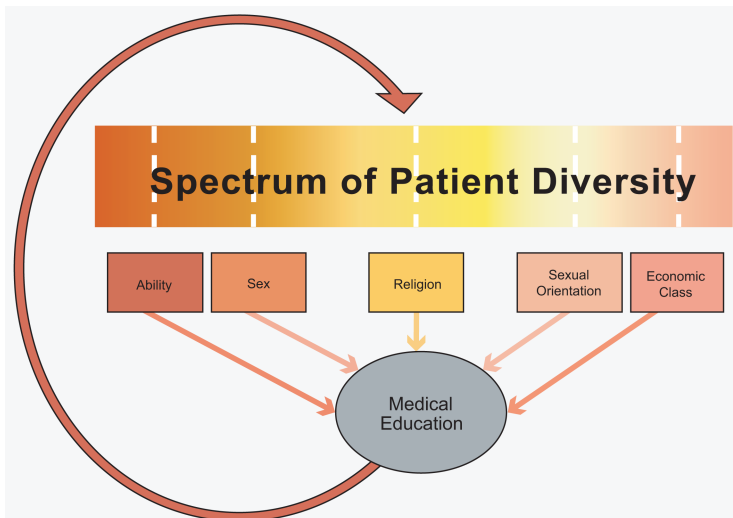 Spectrum of Patient Diversity
Ability
Sex
Religion
Sexual
Orientation
Economic
Class
Medical
Education